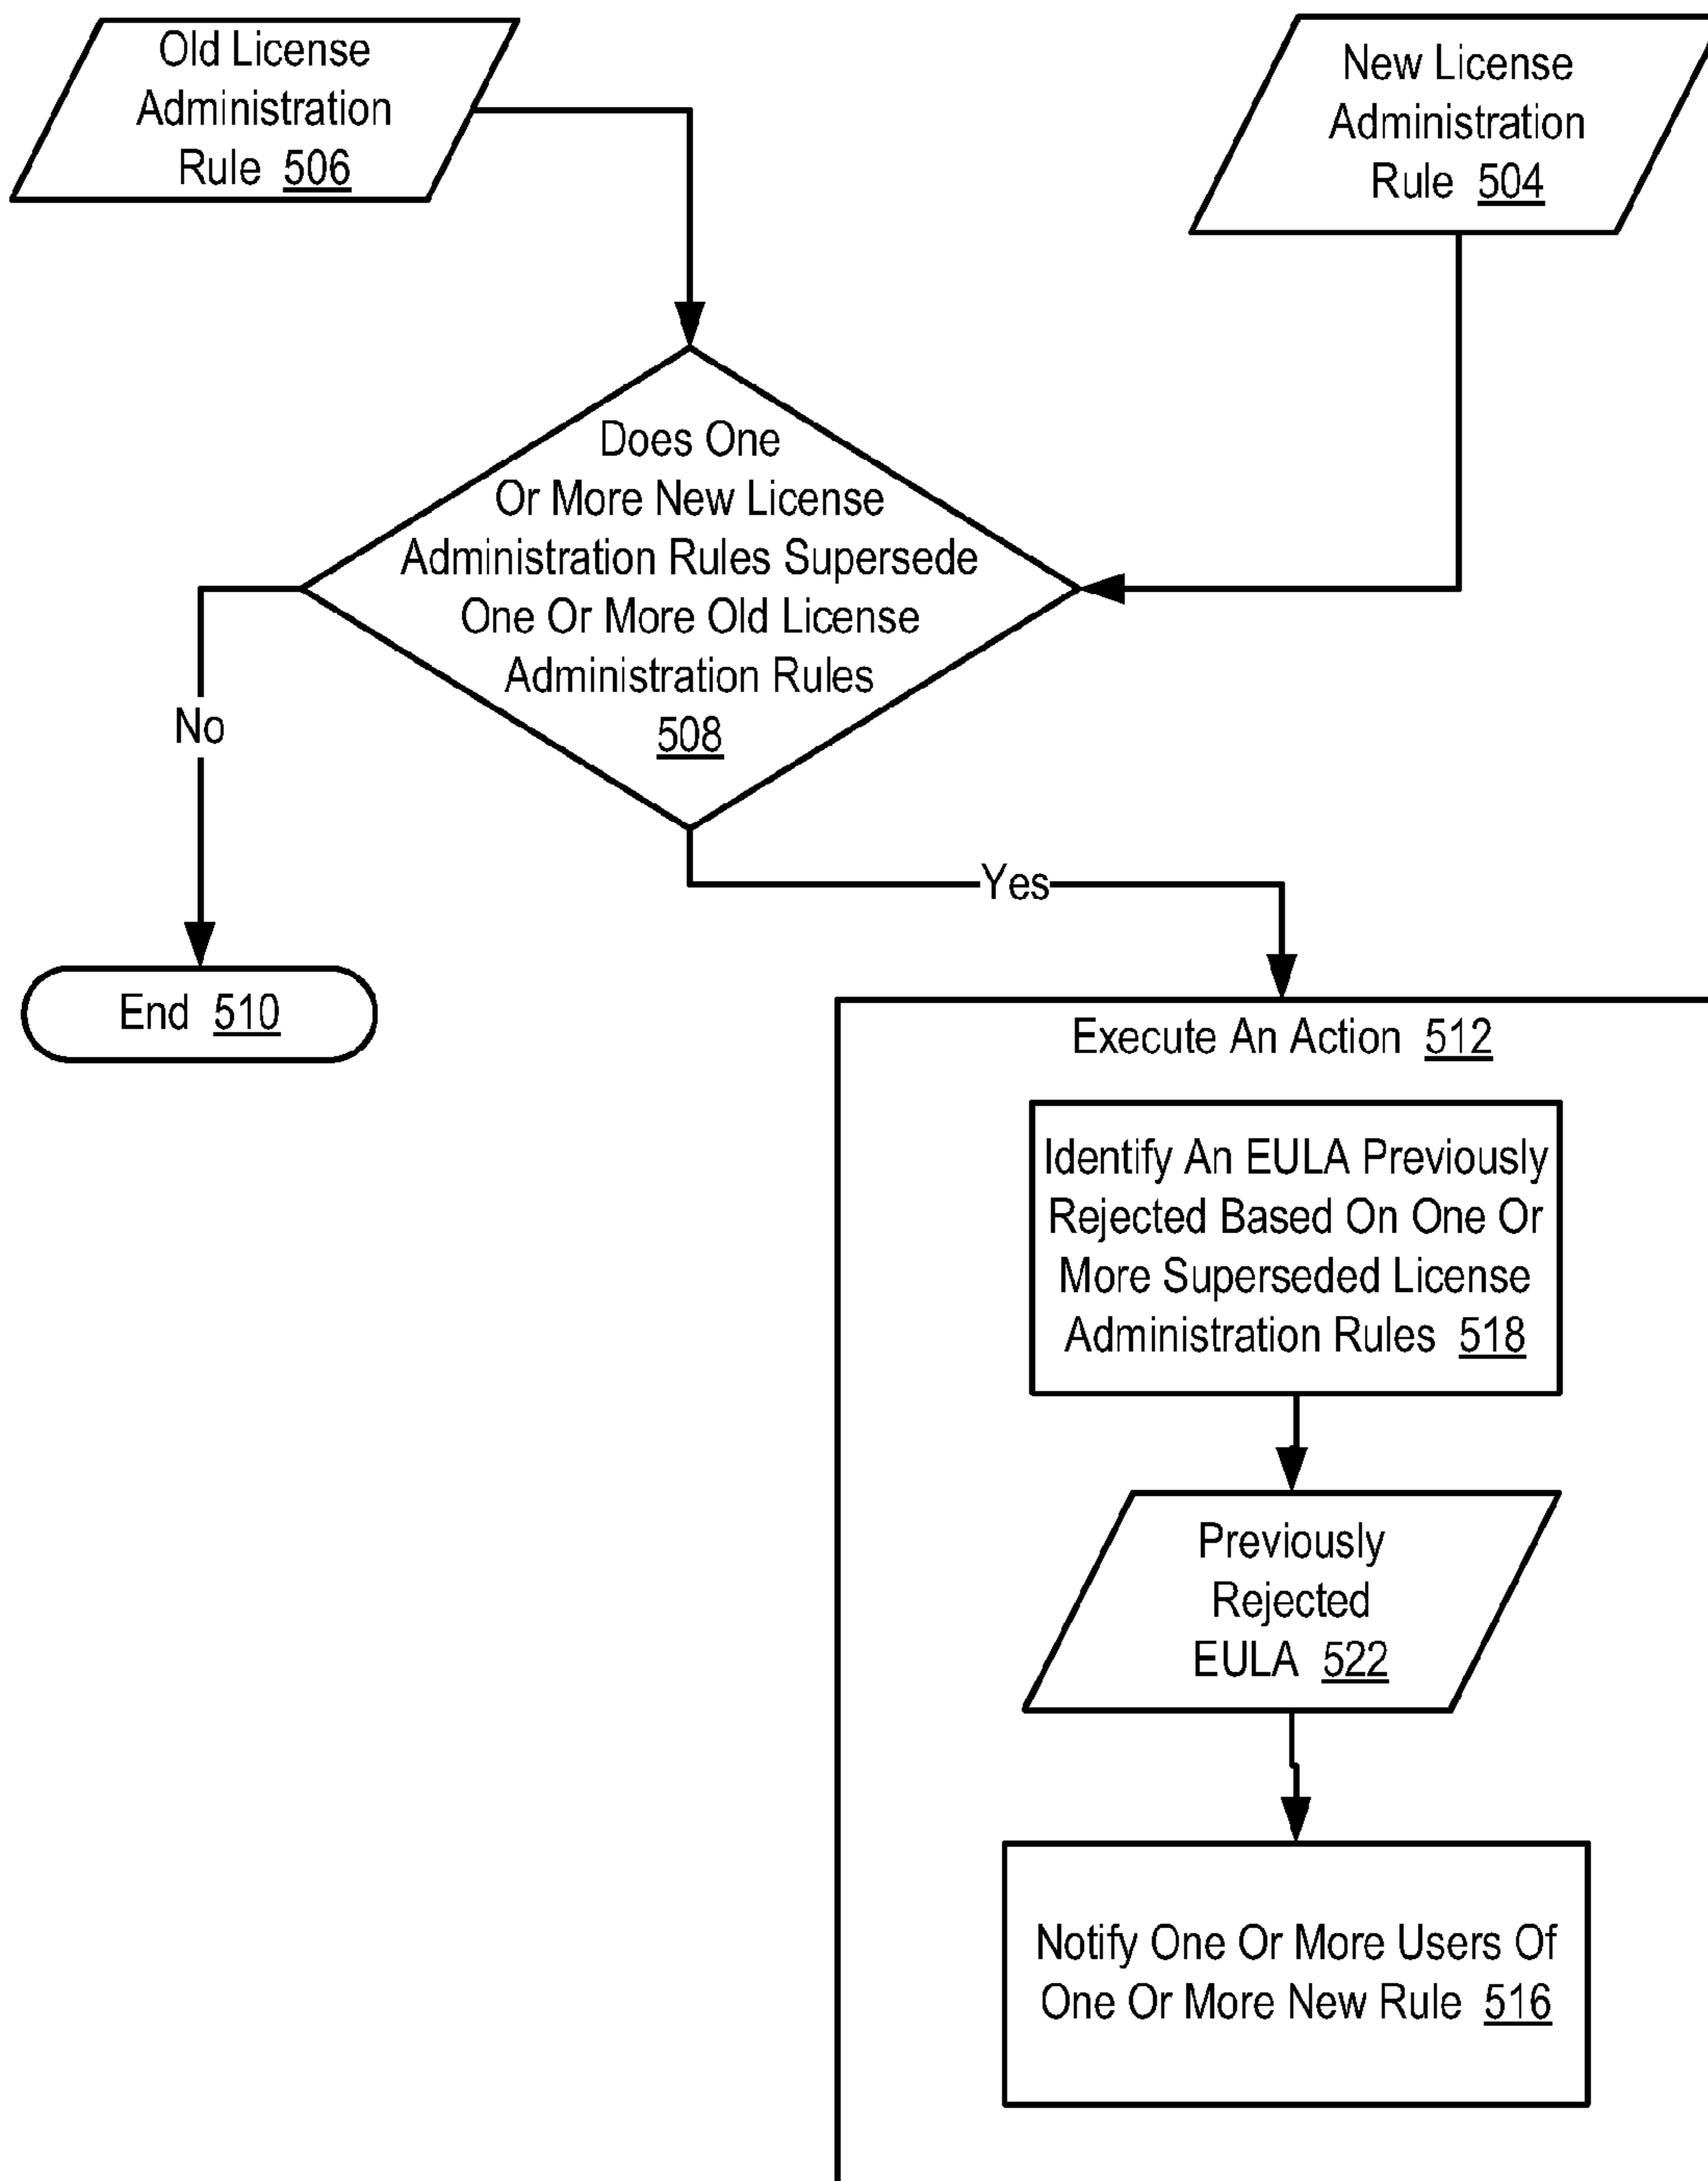 Old License
Administration
Rule 506
New License
Administration
Rule 504
Does One
Or More New License
Administration Rules Supersede
One Or More Old License
Administration Rules
508
No
Yes
End 510
Execute An Action 512
Identify An EULA Previously
Rejected Based On One Or
More Superseded License
Administration Rules 518
Previously
Rejected
EULA 522
Notify One Or More Users Of
One Or More New Rule 516